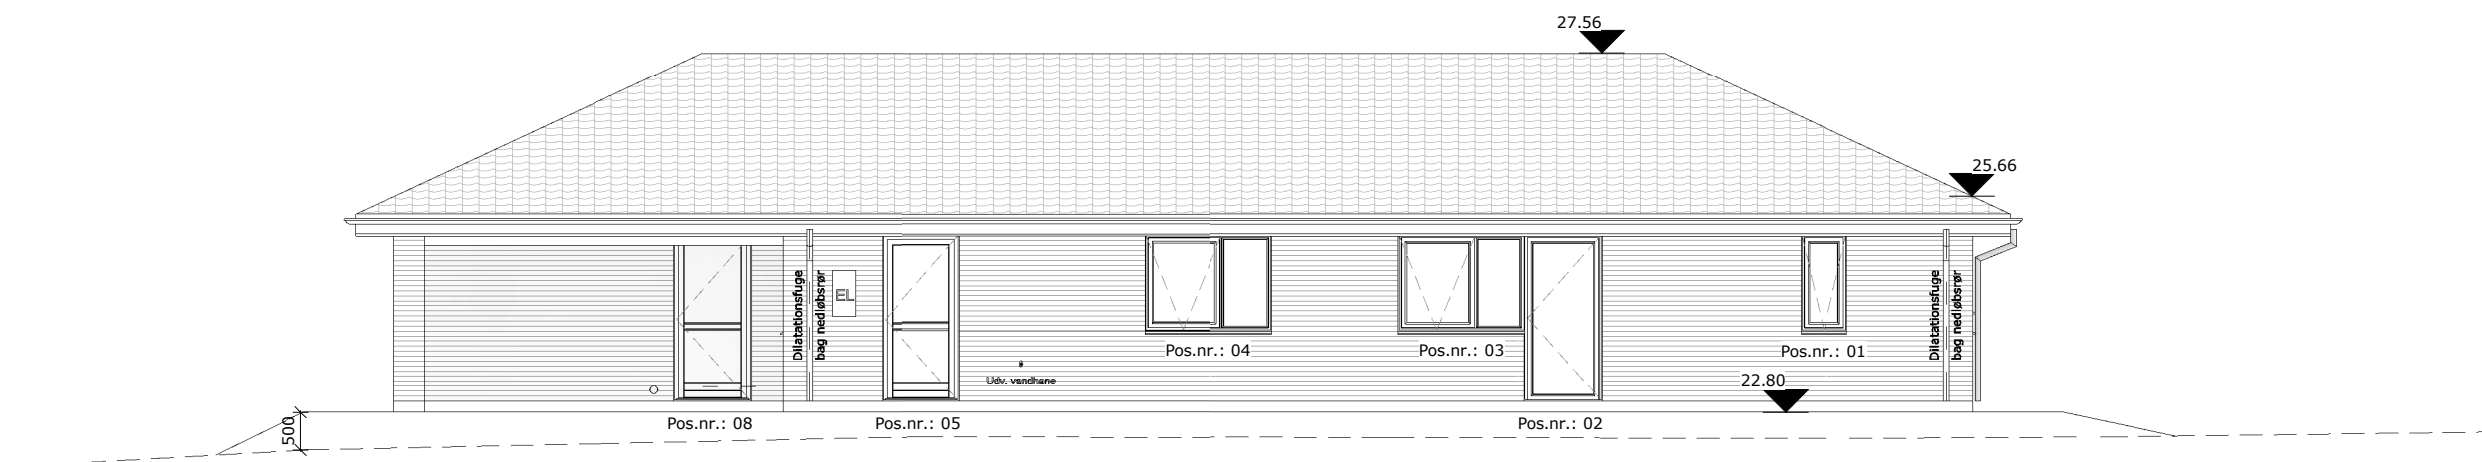 27.56
25.66
Dilatationsfuge
bag nedløbsrør
EL
Dilatationsfuge
bag nedløbsrør
Pos.nr.: 04
Pos.nr.: 03
Pos.nr.: 01
Udv. vandhane
22.80
500
Pos.nr.: 08
Pos.nr.: 05
Pos.nr.: 02